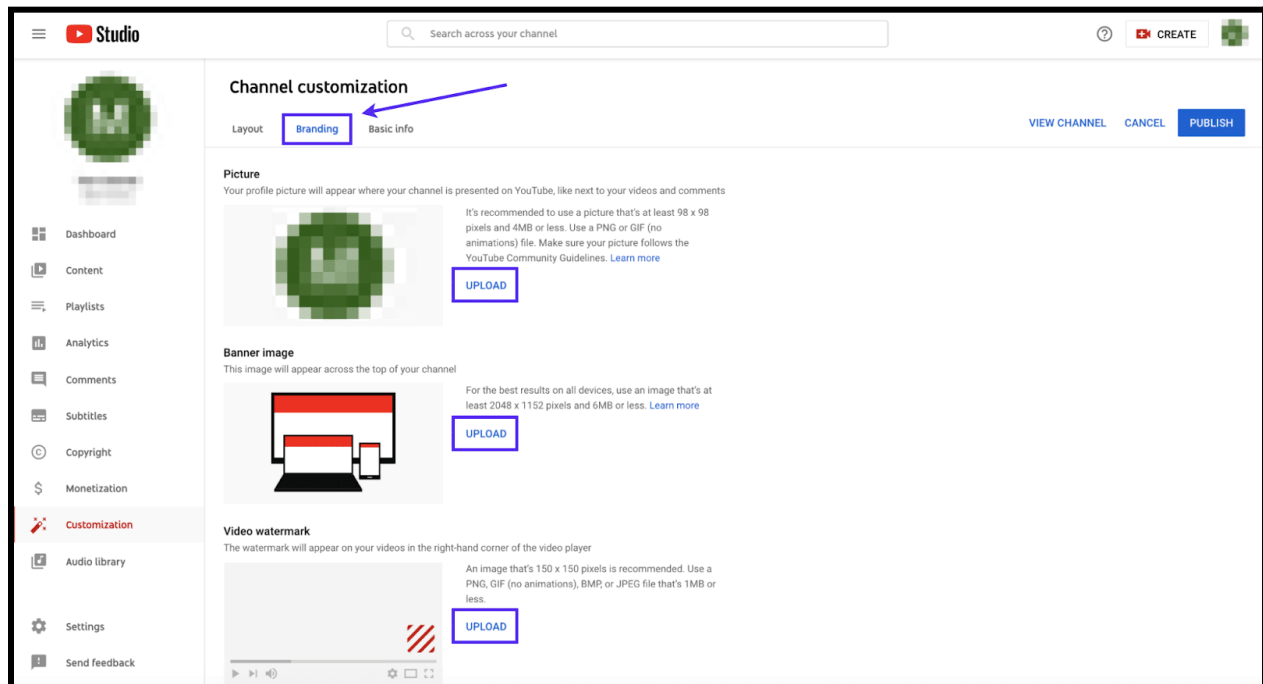 Studio
Search across your channel
CREATE
Channel customization
Layout
Branding
Basic info
VIEW CHANNEL
CANCEL
PUBLISH
Dashboard
Content
Playlists
Analytics
Comments
Subtitles
Copyright
Monetization
Customization
Audio library
Settings
Send feedback
Picture
Your profile picture will appear where your channel is presented on YouTube, like next to your videos and comments
It's recommended to use a picture that's at least 98 x 98
pixels and 4MB or less. Use a PNG or GIF (no
animations) file. Make sure your picture follows the
YouTube Community Guidelines. Learn more
UPLOAD
Banner image
This image will appear across the top of your channel
For the best results on all devices, use an image that's at
least 2048 x 1152 pixels and 6MB or less. Learn more
UPLOAD
Video watermark
The watermark will appear on your videos in the right-hand corner of the video player
An image that's 150 x 150 pixels is recommended. Use a
PNG, GIF (no animations), BMP, or JPEG file that's 1MB or
less.
UPLOAD